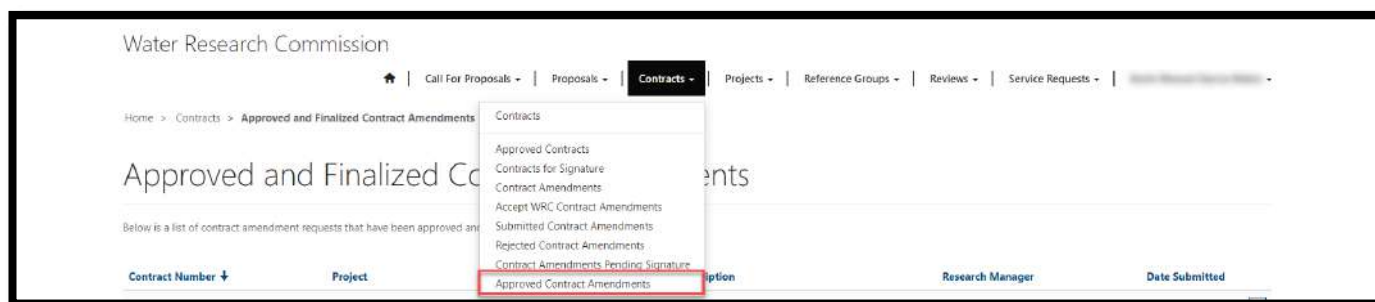 Water Research Commission
Call For Proposals | Proposals | Contracts | Projects | Reference Groups | Reviews | Service Requests |
Home > Contracts > Approved and Finalized Contract Amendments
Contracts
Approved Contracts
Approved and Finalized Co ents
Contracts for Signature
Contract Amendments
Accept WRC Contract Amendments
Below is a list of contract amendment requests that have been approved an
Submitted Contract Amendments
Rejected Contract Amendments
Contract Amendments Pending Signature
Contract Number Project iption Research Manager Date Submitted
Approved Contract Amendments